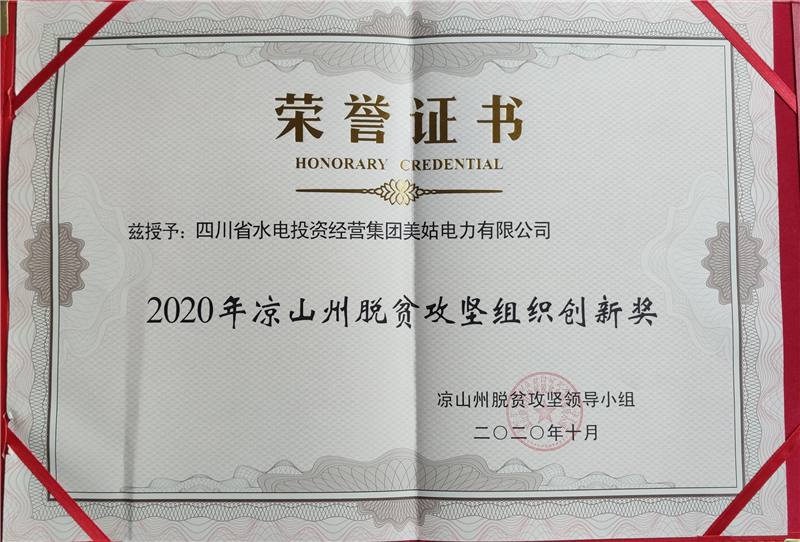 荣誉证书
HONORARY CREDENTIAL
兹授予：四川省水电投资经营集团美姑电力有限公司
2020年凉山州脱贫攻坚组织创新奖
凉山州脱贫攻坚领导小组
二〇二〇年十月